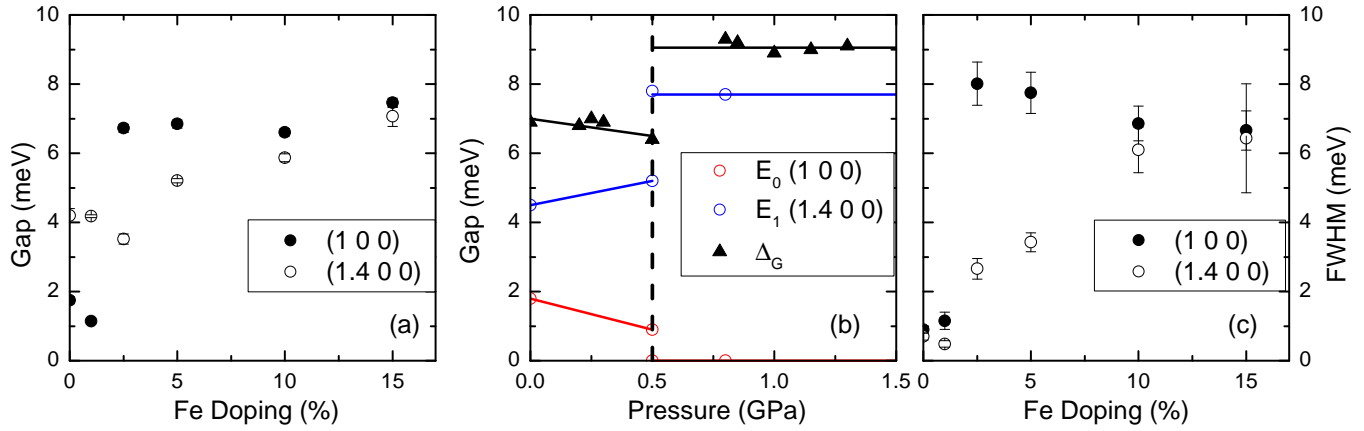 10
8
6
4
2
0
Gap (meV)
0
5
10
15
Fe Doping (%)
(1 0 0)
(1.4 0 0)
(a)
10
8
6
4
2
0
Gap (meV)
0.0
0.5
1.0
1.5
Pressure (GPa)
E0 (1 0 0)
E1 (1.4 0 0)
ΔG
(b)
0
5
10
15
Fe Doping (%)
(1 0 0)
(1.4 0 0)
(c)
10
8
6
4
2
0
FWHM (meV)